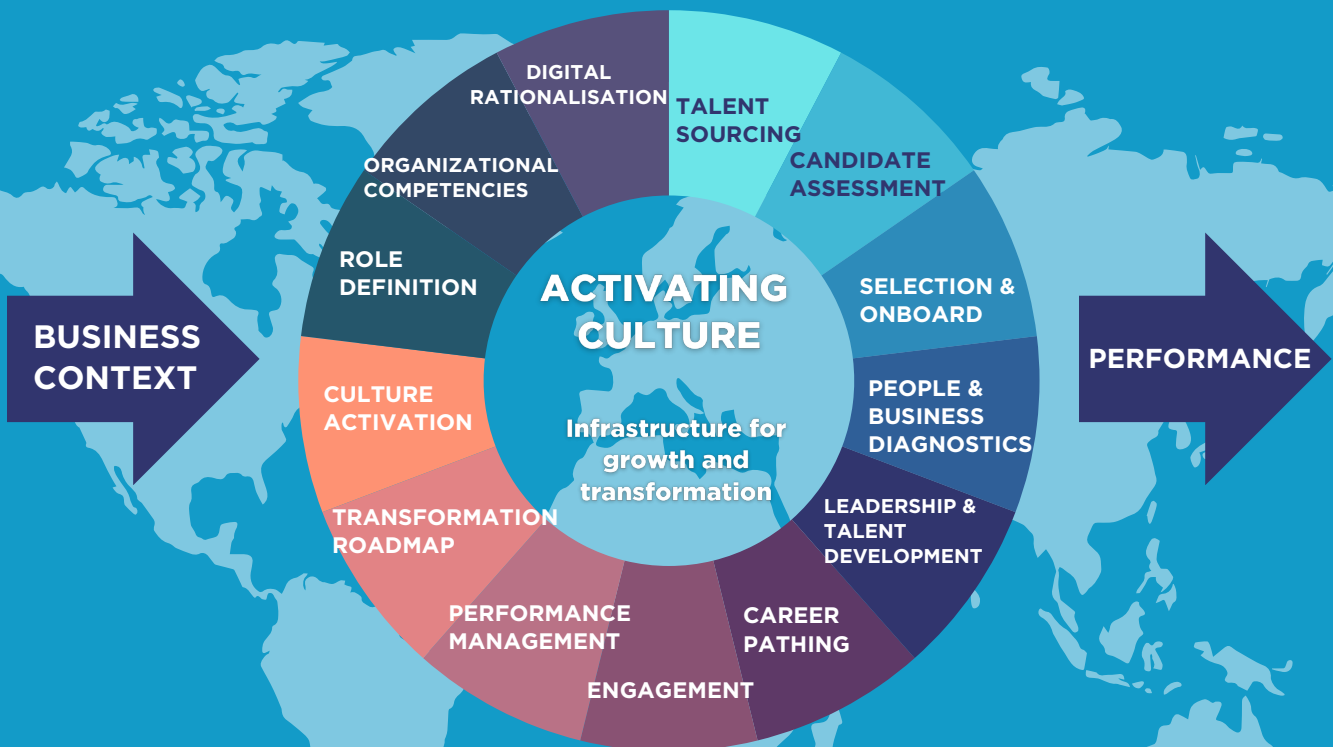 DIGITAL
RATIONALISATION
TALENT
SOURCING
CANDIDATE
ASSESSMENT
ORGANIZATIONAL
COMPETENCIES
ROLE
DEFINITION
SELECTION &
ONBOARD
ACTIVATING
CULTURE
BUSINESS
CONTEXT
PERFORMANCE
CULTURE
ACTIVATION
PEOPLE &
BUSINESS
DIAGNOSTICS
Infrastructure for
growth and
transformation
TRANSFORMATION
ROADMAP
LEADERSHIP &
TALENT
DEVELOPMENT
PERFORMANCE
MANAGEMENT
CAREER
PATHING
ENGAGEMENT